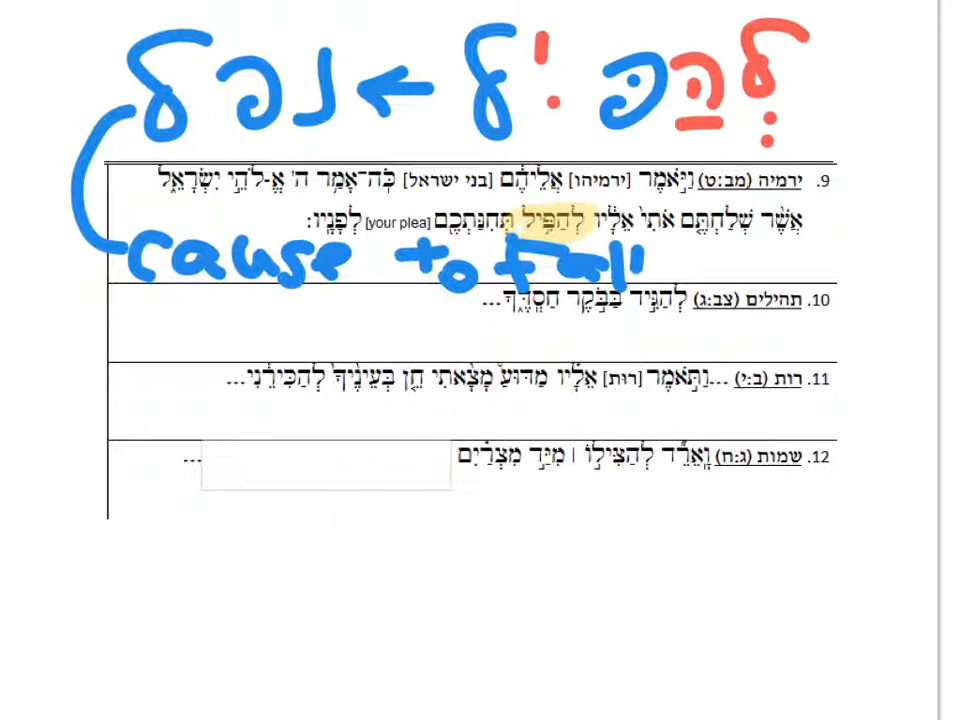 לְהַפִּיל ← נפל
9. ירמיה (מב:ט) וַיֹּאמֶר [ירמיהו] אֲלֵיהֶם [בני ישראל] כֹּה־אָמַר ה' אֱ-לֹהֵי יִשְׂרָאֵל
אֲשֶׁר שְׁלַחְתֶּם אֹתִי אֵלָיו לְהַפִּיל תְּחִנַּתְכֶם [your plea] לְפָנָיו:
cause to fall
10. תהילים (צב:ג) לְהַגִּיד בַּבֹּקֶר חַסְדֶּךָ...
11. רות (ב:י) ...וַתֹּאמֶר [רות] אֵלָיו מַדּוּעַ מָצָאתִי חֵן בְּעֵינֶיךָ לְהַכִּירֵנִי...
12. שמות (ג:ח) וָאֵרֵד לְהַצִּילוֹ ׀ מִיַּד מִצְרַיִם ...